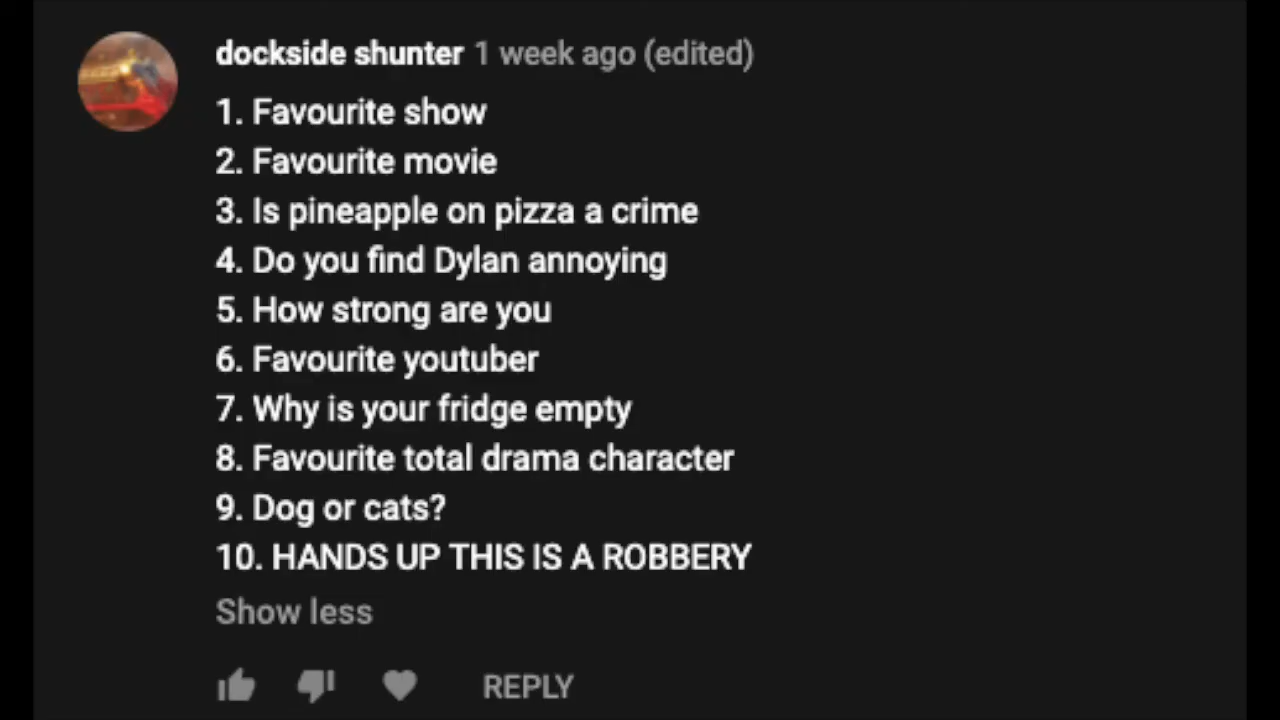 dockside shunter 1 week ago (edited)
1. Favourite show
2. Favourite movie
3. Is pineapple on pizza a crime
4. Do you find Dylan annoying
5. How strong are you
6. Favourite youtuber
7. Why is your fridge empty
8. Favourite total drama character
9. Dog or cats?
10. HANDS UP THIS IS A ROBBERY
Show less
REPLY